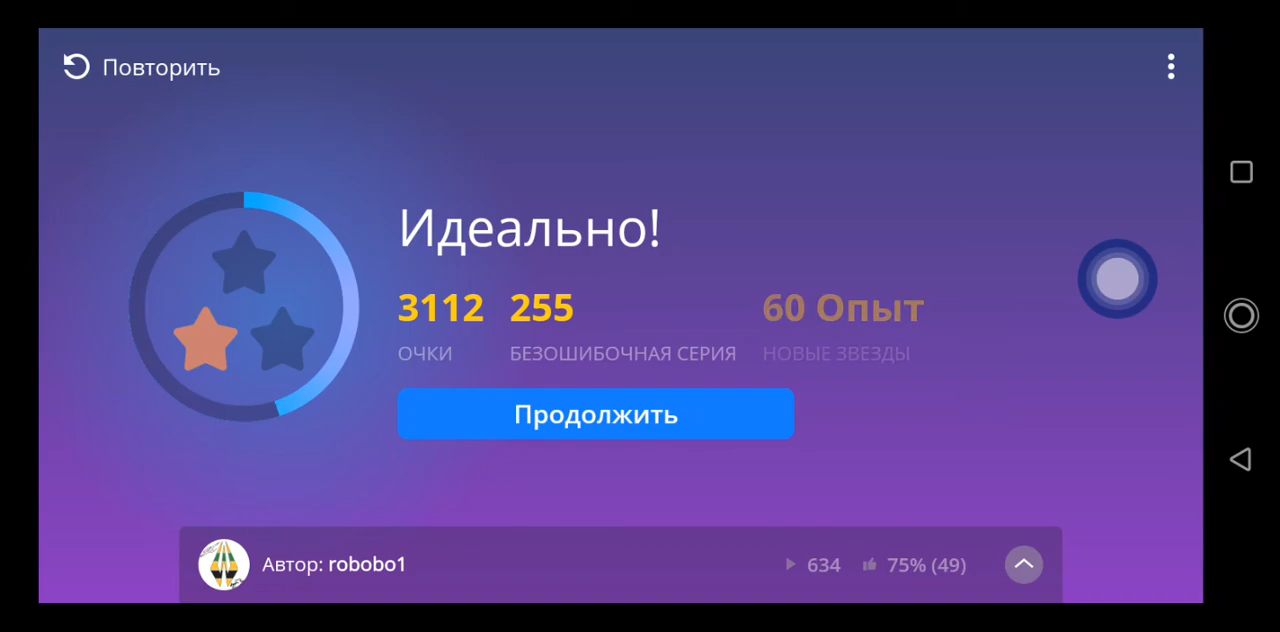 Повторить
Идеально!
3112 255 60 Опыт
ОЧКИ БЕЗОШИБОЧНАЯ СЕРИЯ НОВЫЕ ЗВЕЗДЫ
Продолжить
Автор: robobo1 634 75% (49)